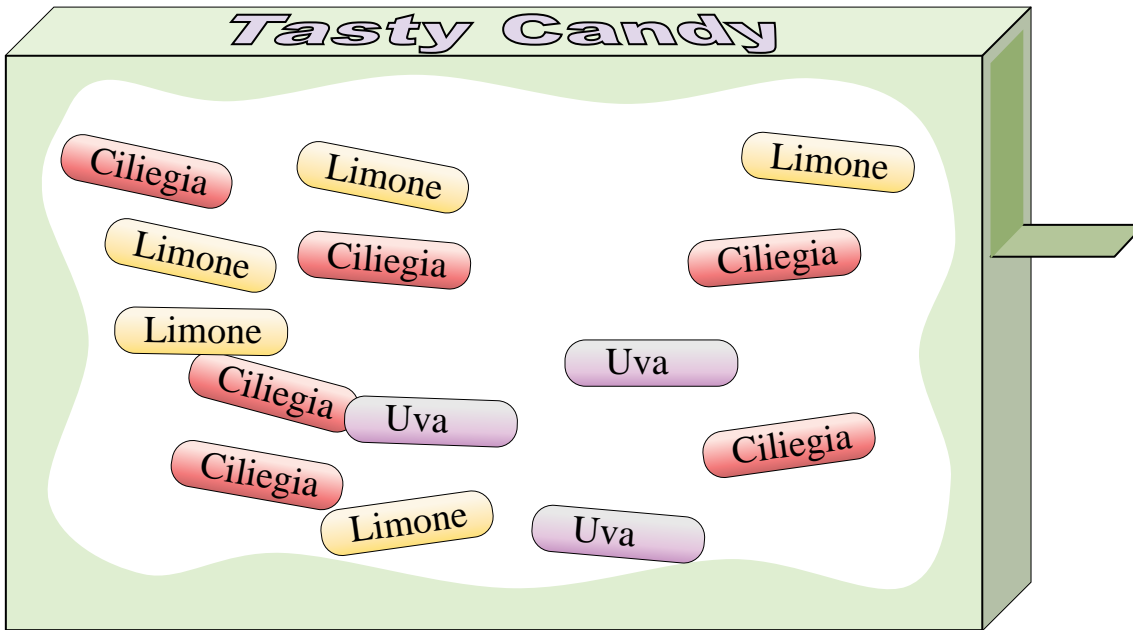 Tasty Candy
Ciliegia
Limone
Limone
Limone
Ciliegia
Ciliegia
Limone
Uva
Ciliegia
Uva
Ciliegia
Ciliegia
Limone
Uva